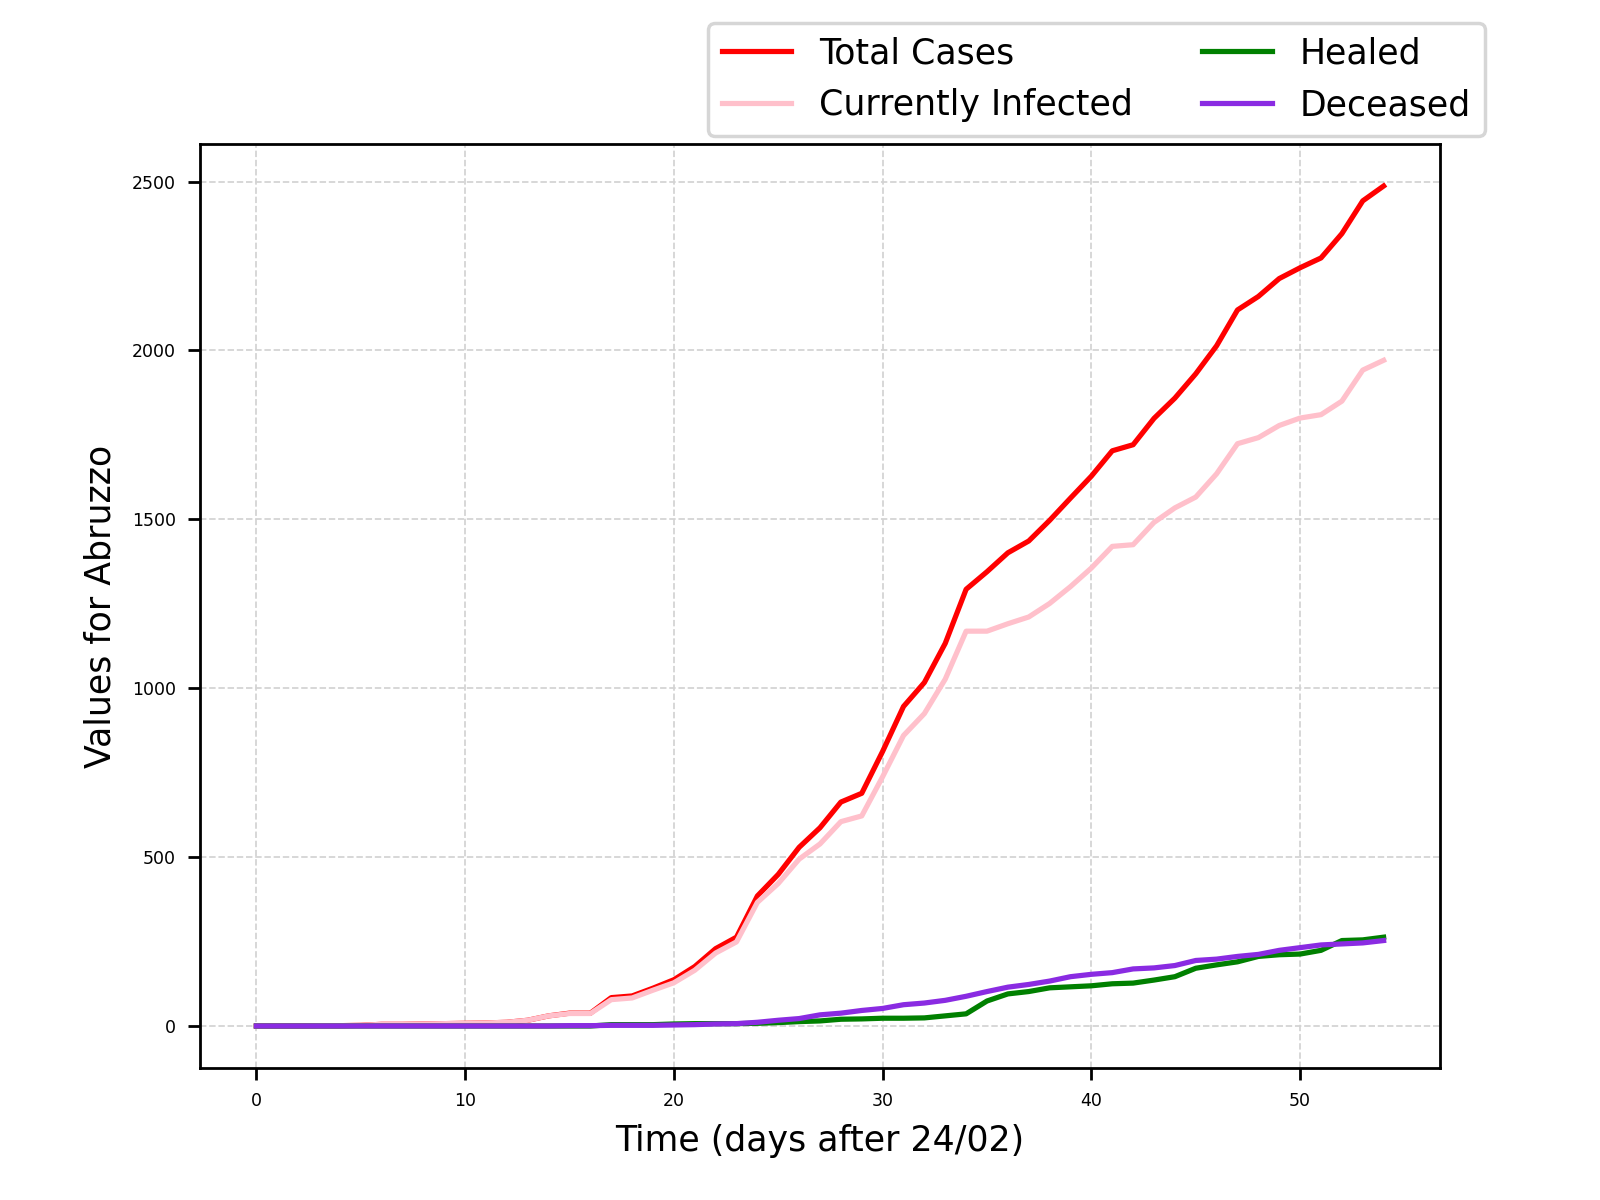 Total Cases
Currently Infected
Healed
Deceased
Values for Abruzzo
2500
2000
1500
1000
500
0
0 10 20 30 40 50
Time (days after 24/02)